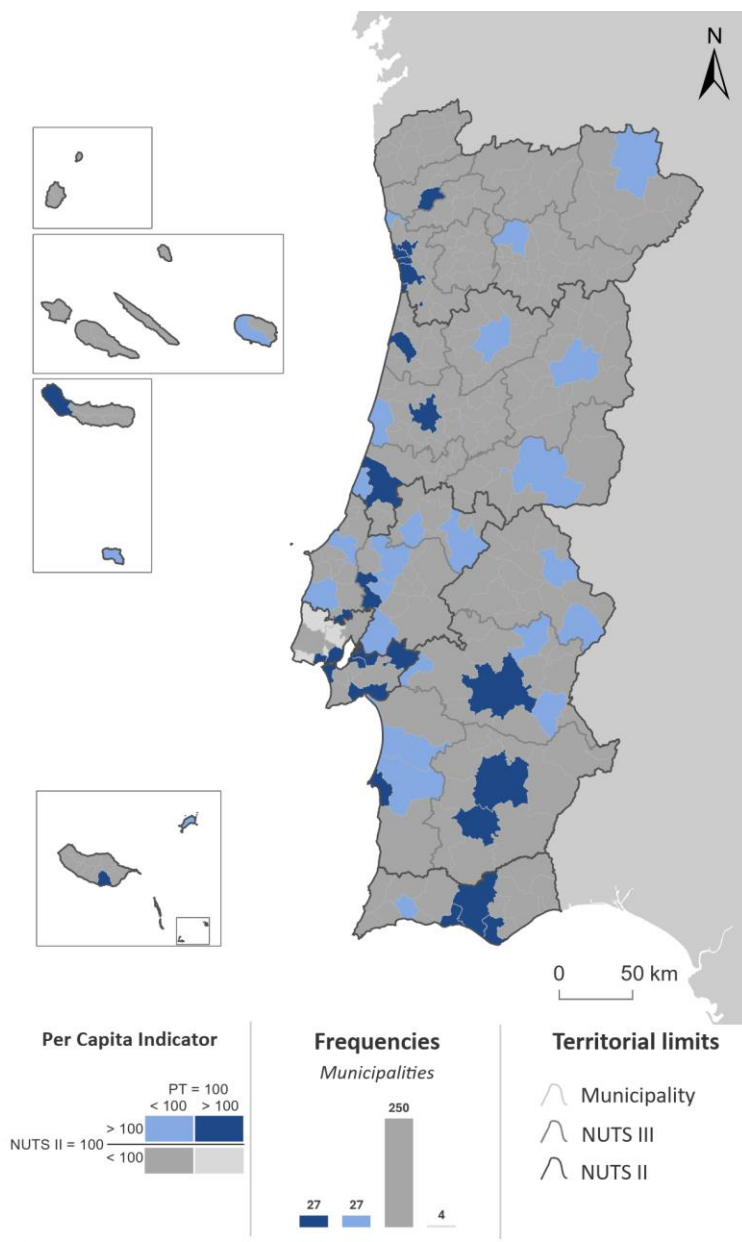 N
0 50 km
Per Capita Indicator
PT = 100
< 100 > 100
> 100
NUTS II = 100
< 100
Frequencies
Municipalities
250
27 27
4
Territorial limits
Municipality
NUTS III
NUTS II